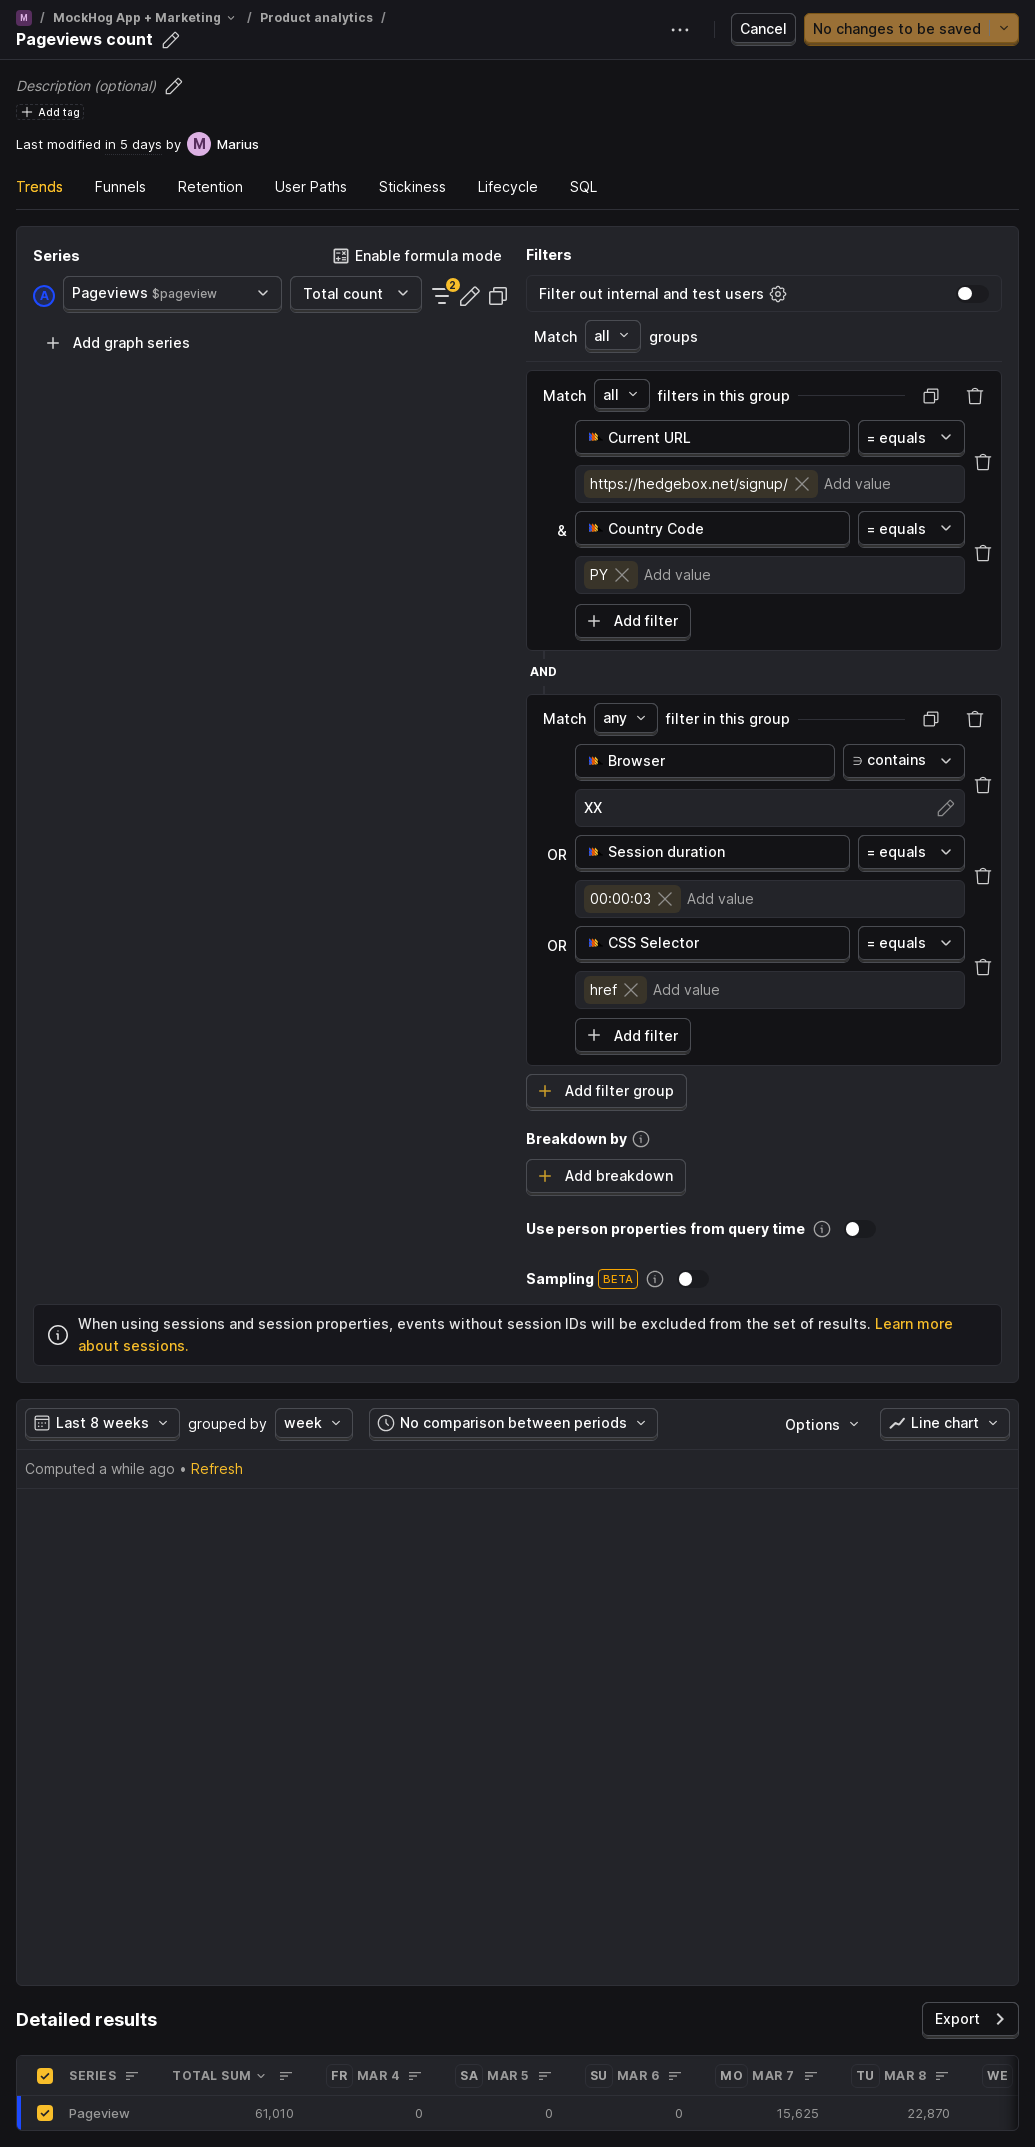 M / MockHog App + Marketing / Product analytics /
Pageviews count
Cancel
No changes to be saved
Description (optional)
Add tag
Last modified in 5 days by M Marius
Trends Funnels Retention User Paths Stickiness Lifecycle SQL
Series
Enable formula mode
A Pageviews $pageview Total count 2
Add graph series
Filters
Filter out internal and test users
Match all groups
Match all filters in this group
Current URL = equals
https://hedgebox.net/signup/ Add value
& Country Code = equals
PY Add value
Add filter
AND
Match any filter in this group
Browser ∋ contains
XX
OR Session duration = equals
00:00:03 Add value
OR CSS Selector = equals
href Add value
Add filter
Add filter group
Breakdown by
Add breakdown
Use person properties from query time
Sampling BETA
When using sessions and session properties, events without session IDs will be excluded from the set of results. Learn more
about sessions.
Last 8 weeks grouped by week No comparison between periods Options Line chart
Computed a while ago • Refresh
Detailed results
Export
SERIES TOTAL SUM FR MAR 4 SA MAR 5 SU MAR 6 MO MAR 7 TU MAR 8 WE
Pageview 61,010 0 0 0 15,625 22,870